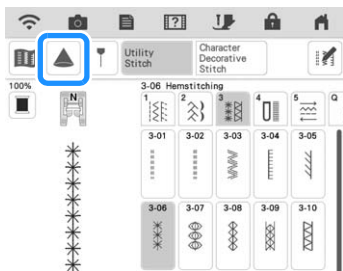 Utility
Stitch
Character
Decorative
Stitch
100%
N
3-06 Hemstitching
1 2 3 4 5 Q
3-01 3-02 3-03 3-04 3-05
3-06 3-07 3-08 3-09 3-10